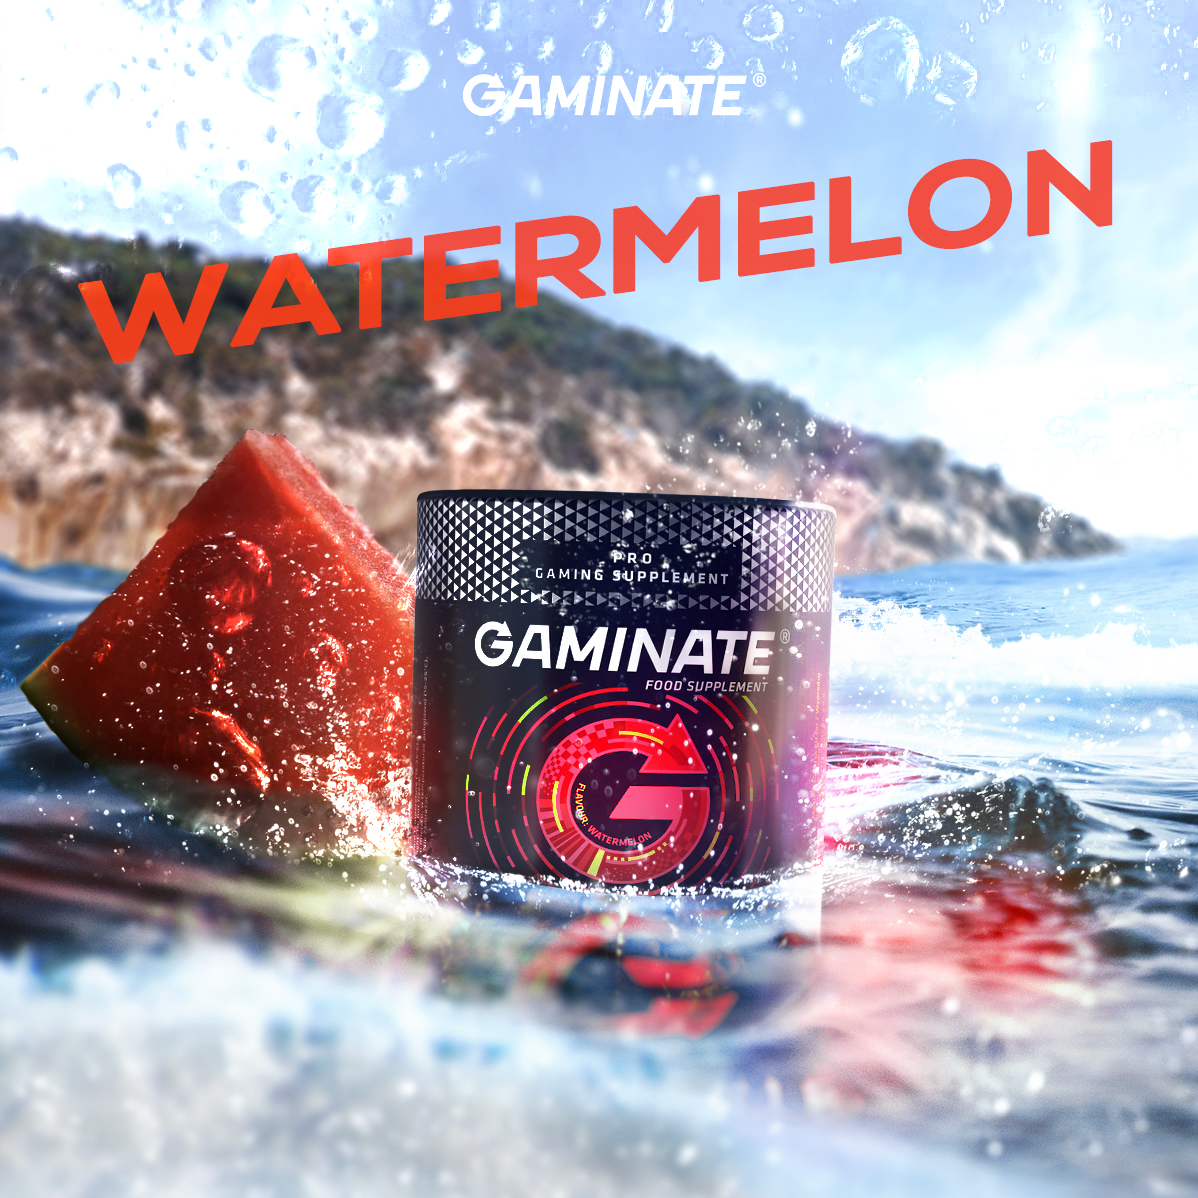 GAMINATE®
WATERMELON
PRO
GAMING SUPPLEMENT
GAMINATE®
FOOD SUPPLEMENT
FLAVOUR: WATERMELON